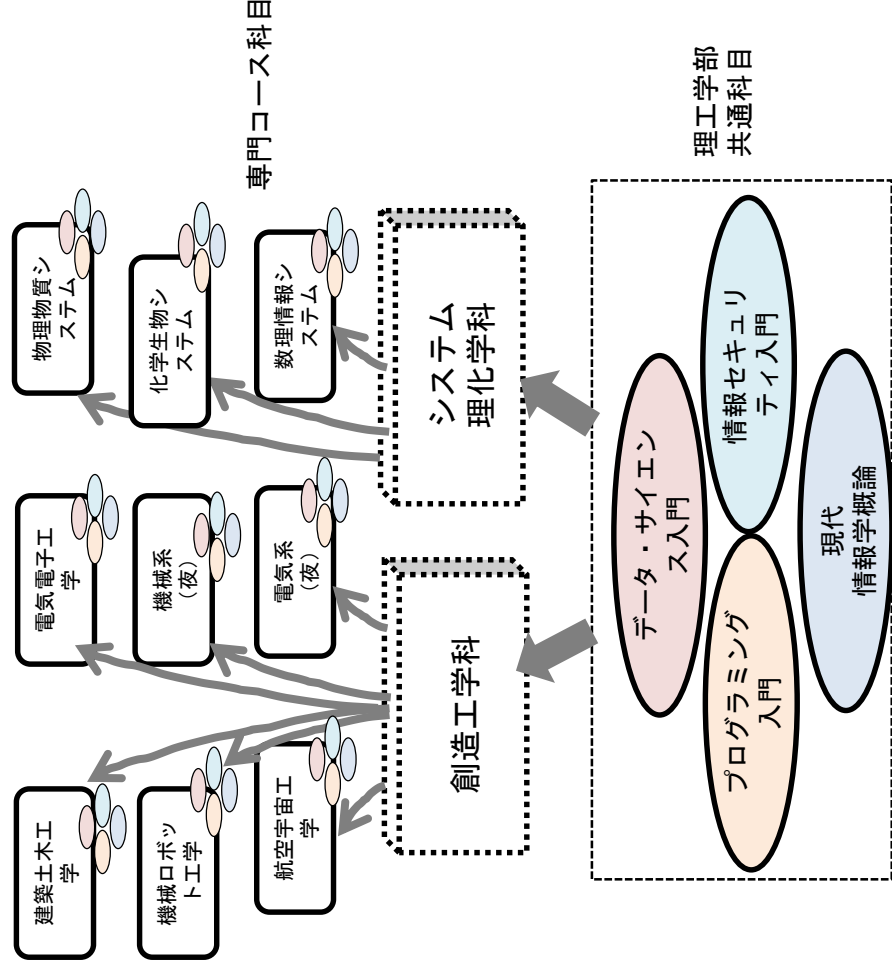 専門コース科目
建築土木工
学
電気電子工
学
物理物質シ
ステム
機械ロボッ
ト工学
機械系
(夜)
化学生物シ
ステム
航空宇宙工
学
電気系
(夜)
数理情報シ
ステム
創造工学科
システム
理化学科
理工学部
共通科目
データ・サイエン
ス入門
プログラミング
入門
情報セキュリ
ティ入門
現代
情報学概論